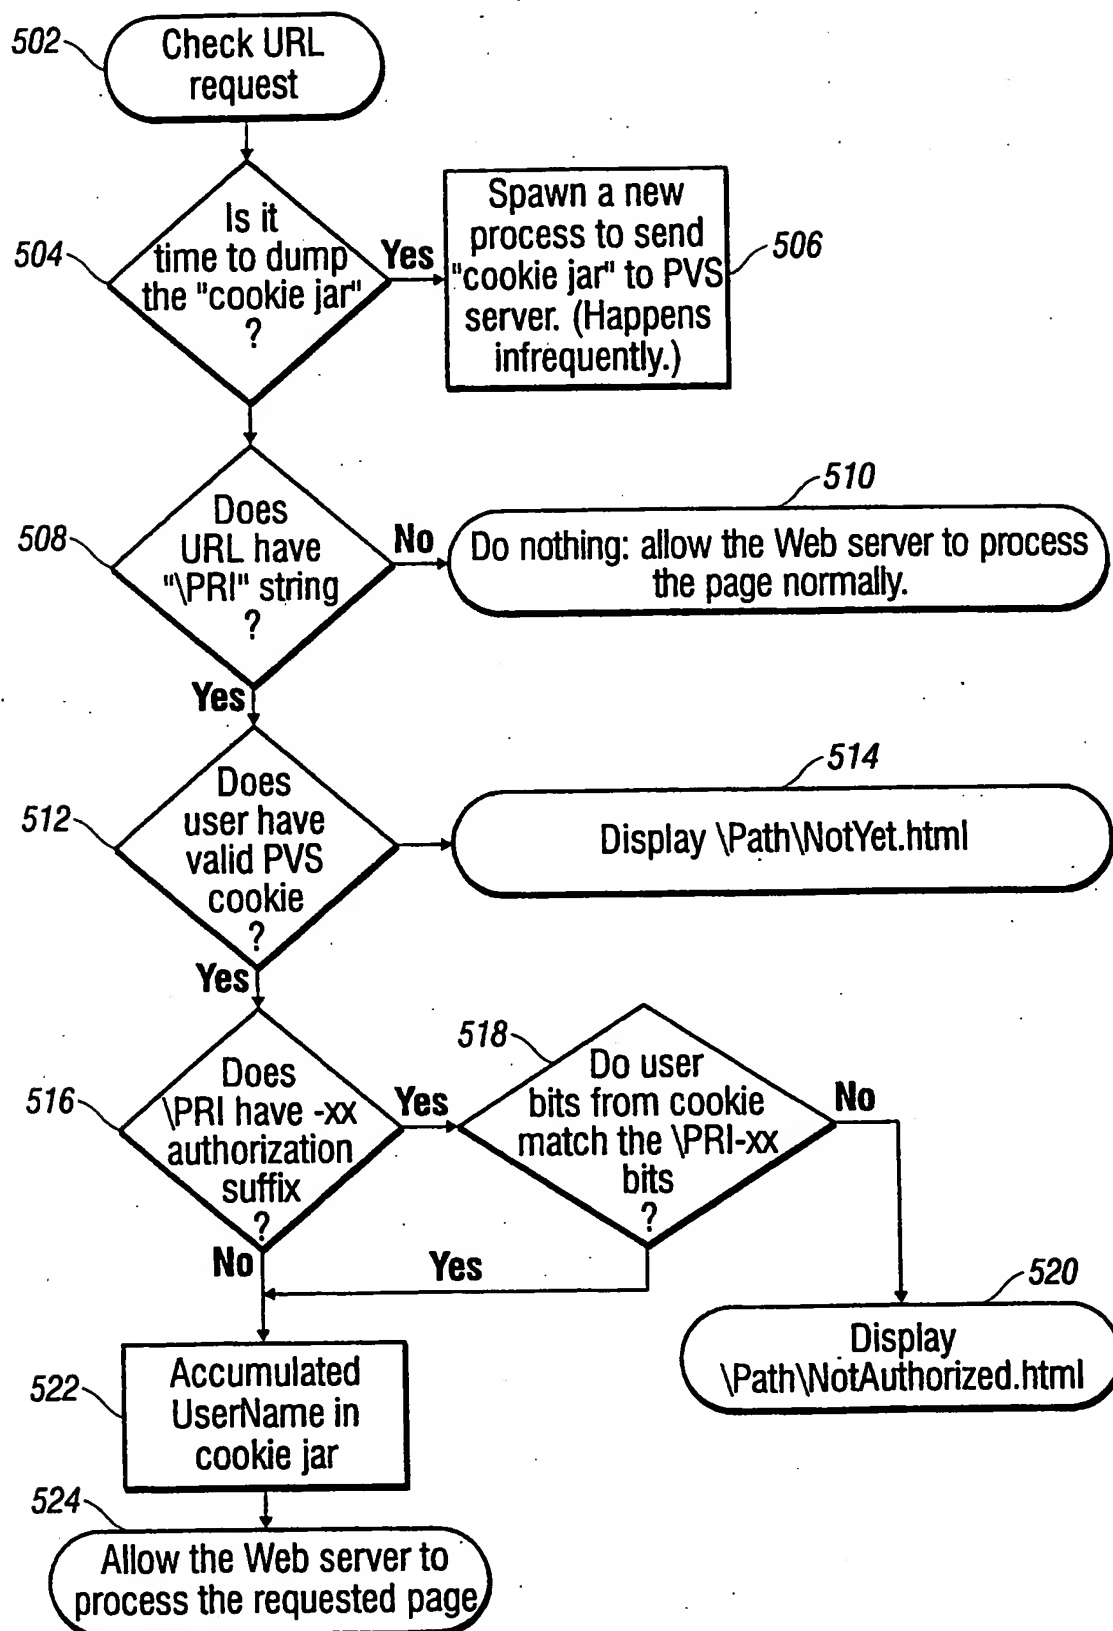 502
Check URL
request
504
Is it
time to dump
the "cookie jar"
?
Yes
Spawn a new
process to send
"cookie jar" to PVS
server. (Happens
infrequently.)
506
508
Does
URL have
"\PRI" string
?
No
510
Do nothing: allow the Web server to process
the page normally.
Yes
512
Does
user have
valid PVS
cookie
?
514
Display \Path\NotYet.html
Yes
516
Does
\PRI have -xx
authorization
suffix
?
Yes
518
Do user
bits from cookie
match the \PRI-xx
bits
?
No
No
Yes
520
Display
\Path\NotAuthorized.html
522
Accumulated
UserName in
cookie jar
524
Allow the Web server to
process the requested page